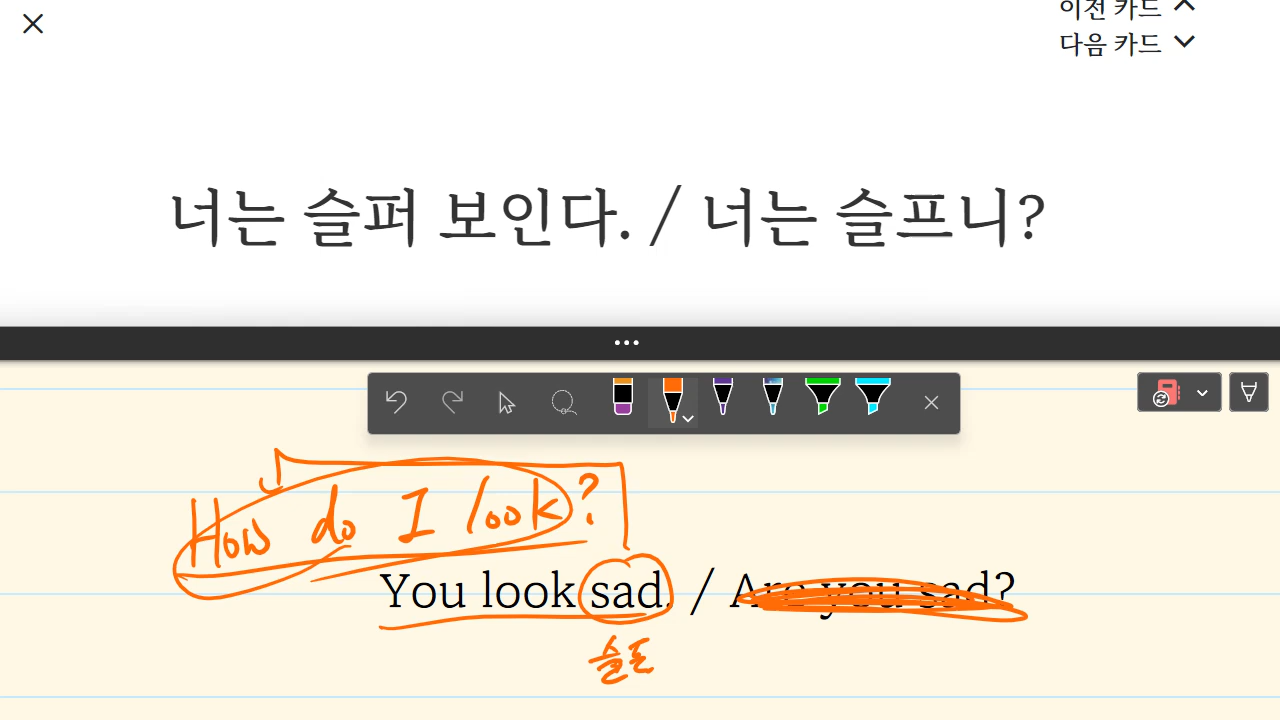 이전 카드
다음 카드
너는 슬퍼 보인다. / 너는 슬프니?
How do I look?
You look sad. / Are you sad?
슬프